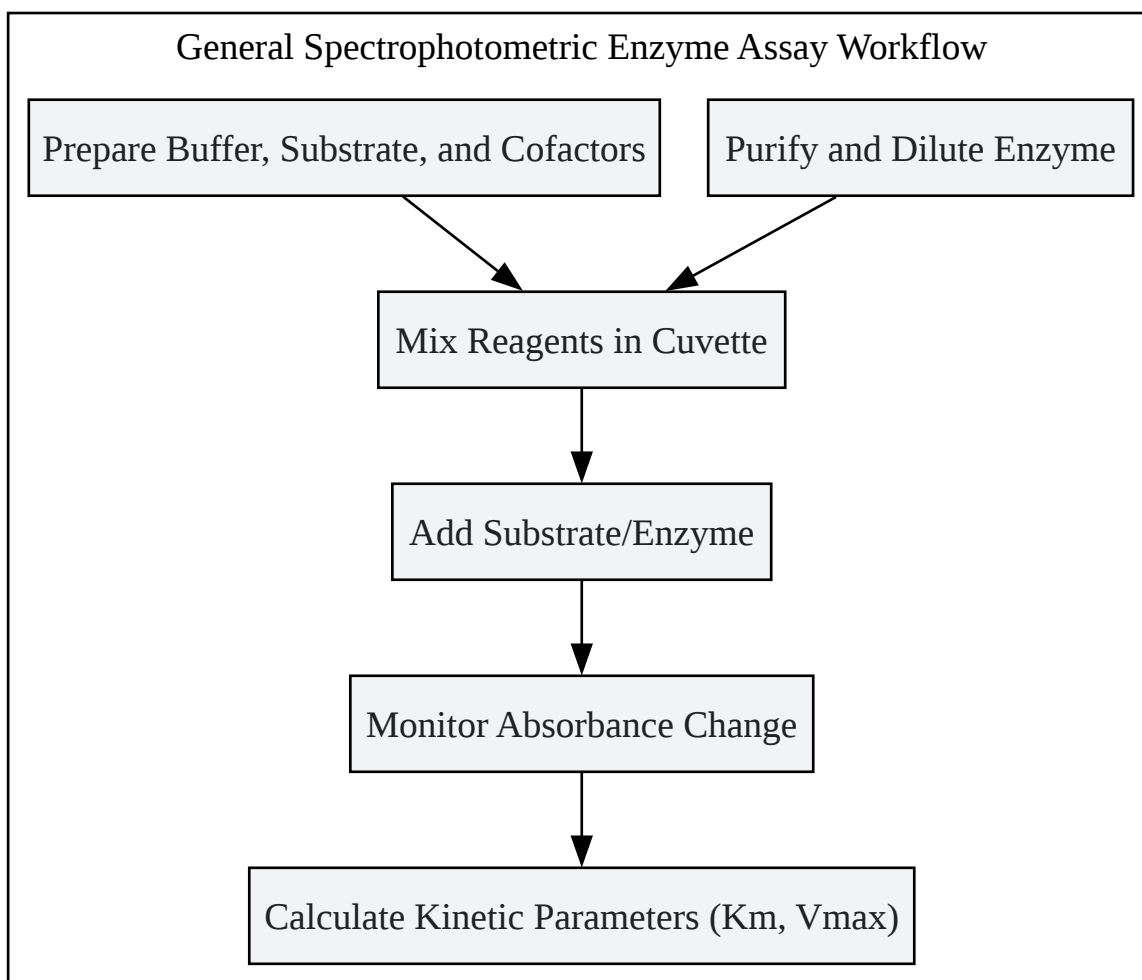 General Spectrophotometric Enzyme Assay Workflow
Prepare Buffer, Substrate, and Cofactors
Purify and Dilute Enzyme
Mix Reagents in Cuvette
Add Substrate/Enzyme
Monitor Absorbance Change
Calculate Kinetic Parameters (Km, Vmax)